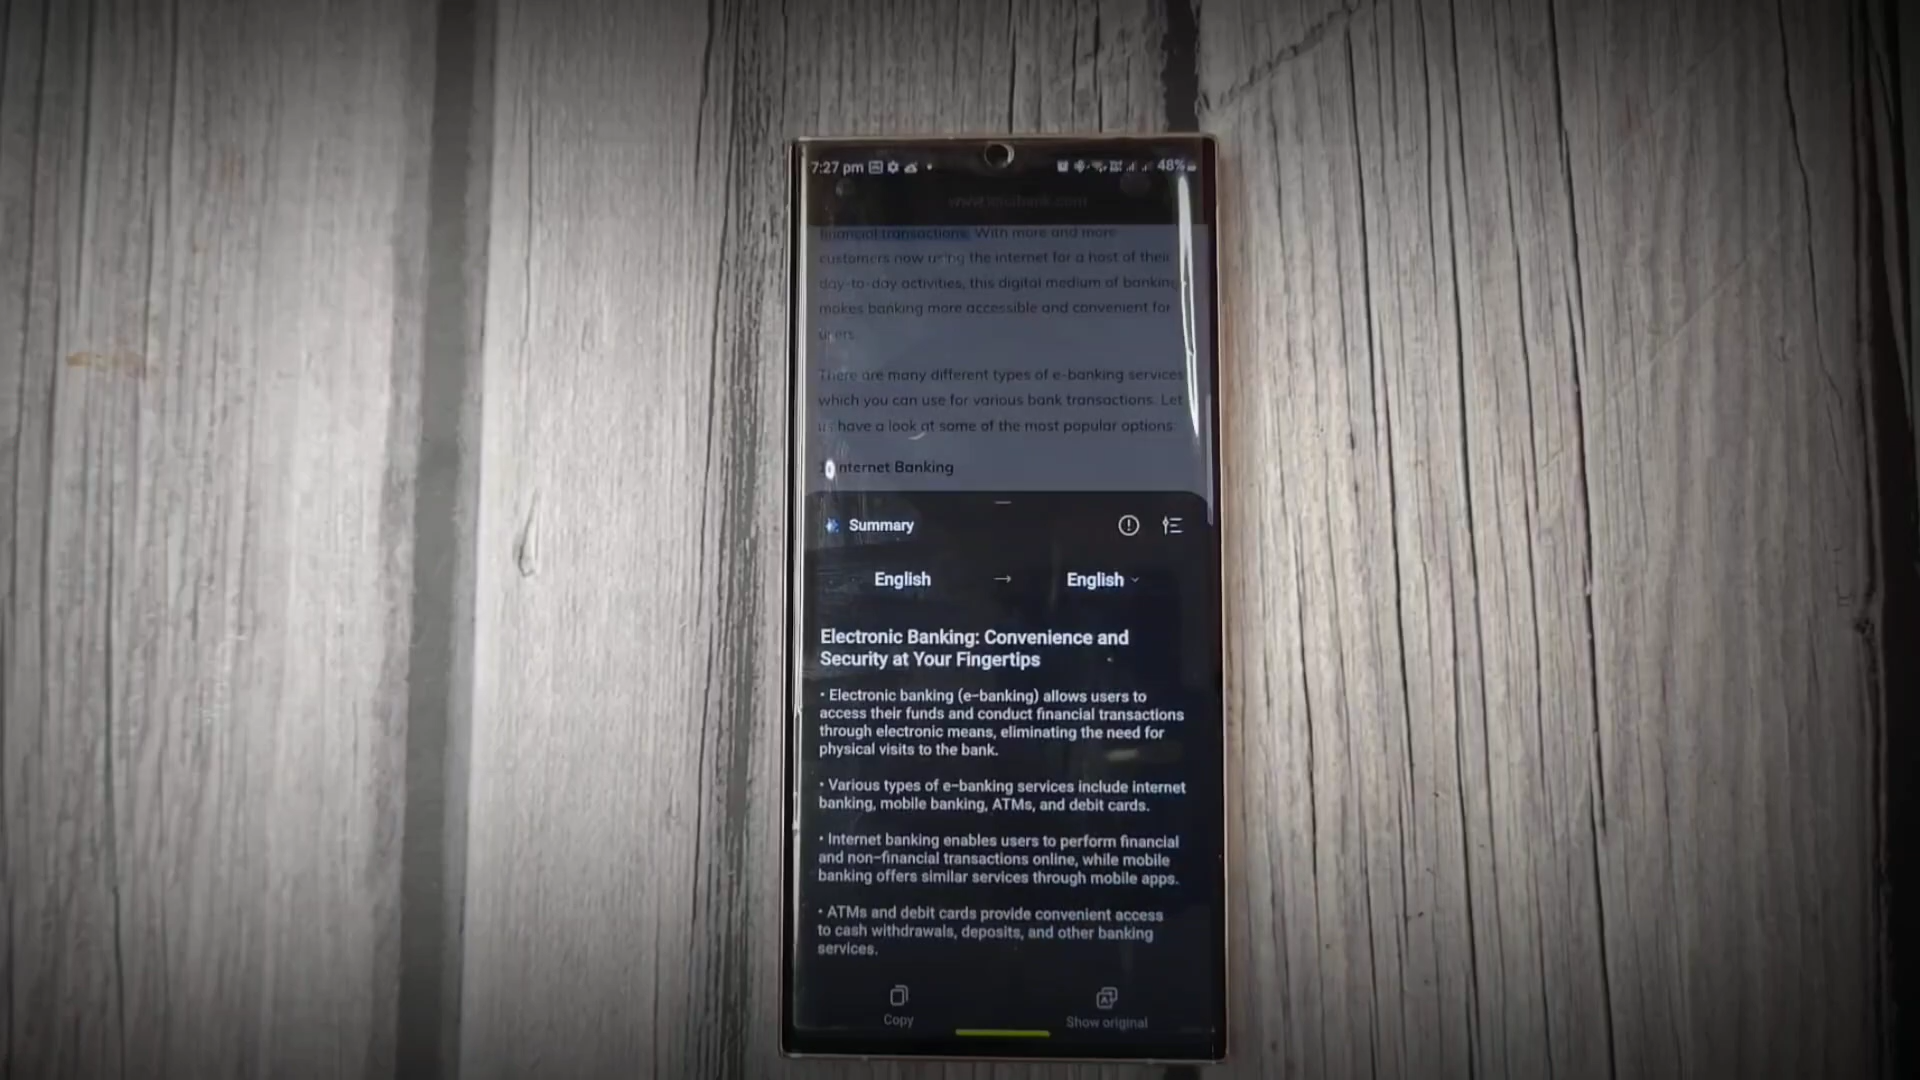 7:27 pm
48%
financial transactions. With more and more
customers now using the internet for a host of their
day-to-day activities, this digital medium of banking
makes banking more accessible and convenient for
users.
There are many different types of e-banking services
which you can use for various bank transactions. Let
us have a look at some of the most popular options:
Internet Banking
Summary
English → English
Electronic Banking: Convenience and
Security at Your Fingertips
• Electronic banking (e-banking) allows users to
access their funds and conduct financial transactions
through electronic means, eliminating the need for
physical visits to the bank.
• Various types of e-banking services include internet
banking, mobile banking, ATMs, and debit cards.
• Internet banking enables users to perform financial
and non-financial transactions online, while mobile
banking offers similar services through mobile apps.
• ATMs and debit cards provide convenient access
to cash withdrawals, deposits, and other banking
services.
Copy
Show original